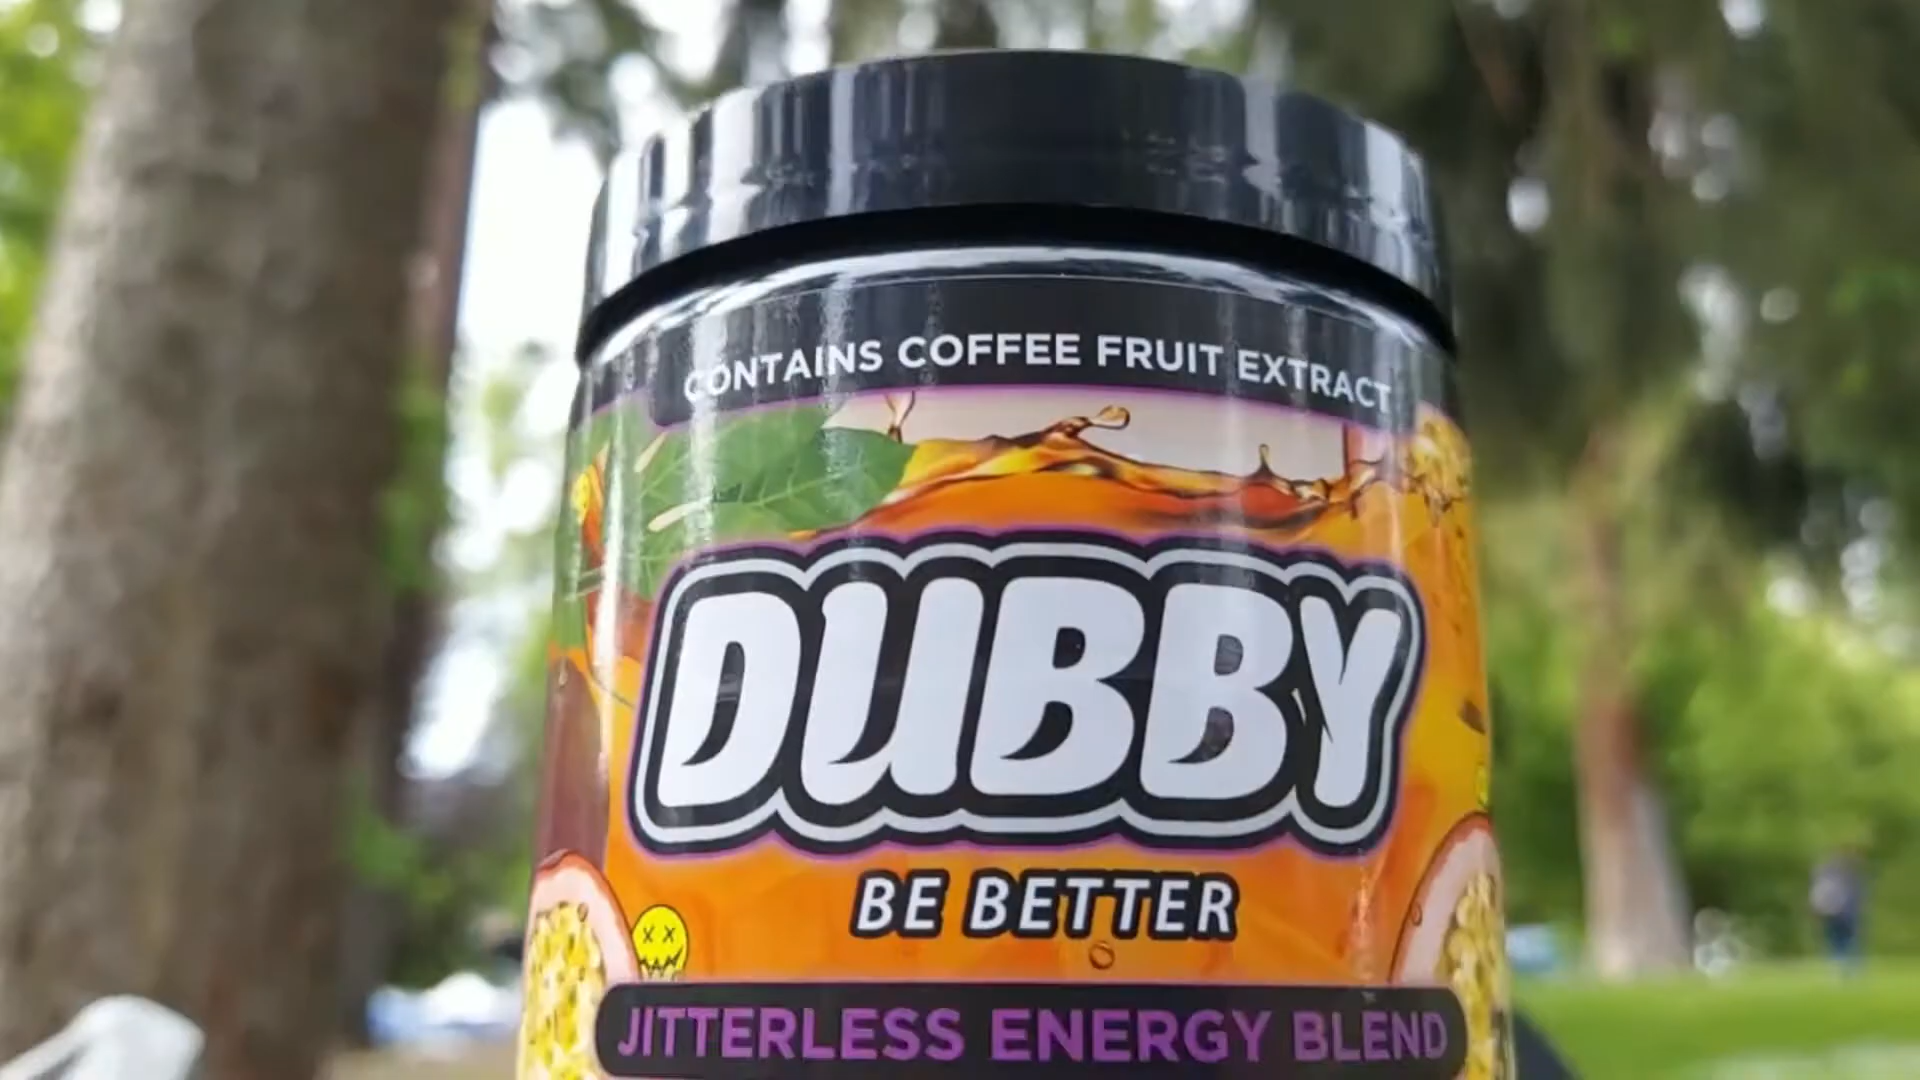 CONTAINS COFFEE FRUIT EXTRACT
DUBBY
BE BETTER
JITTERLESS ENERGY BLEND